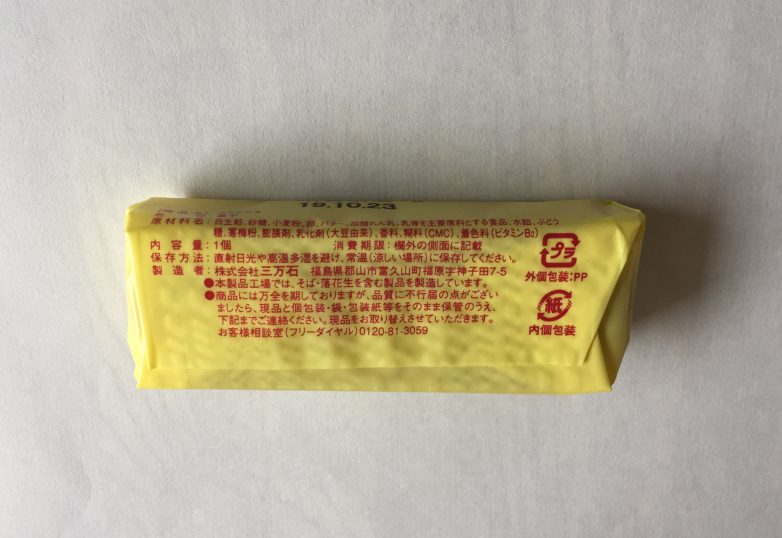 19.10.23
原材料名：白生餡、砂糖、小麦粉、卵、バター、加糖れん乳、乳等を主要原料とする食品、水飴、ぶどう
糖、寒梅粉、膨脹剤、乳化剤(大豆由来)、香料、糊料(CMC)、着色料(ビタミンB₂)
内容量：1個 消費期限：欄外の側面に記載
保存方法：直射日光や高温多湿を避け、常温(涼しい場所)に保存してください。
製造者：株式会社三万石 福島県郡山市富久山町福原字神子田7-5
●本製品工場では、そば・落花生を含む製品を製造しています。
●商品には万全を期しておりますが、品質に不行届の点がござい
ましたら、現品と個包装・袋・包装紙等をそのまま保管のうえ、
下記までご連絡ください。現品をお取り替えさせていただきます。
お客様相談室(フリーダイヤル)0120-81-3059
プラ
外個包装：PP
紙
内個包装